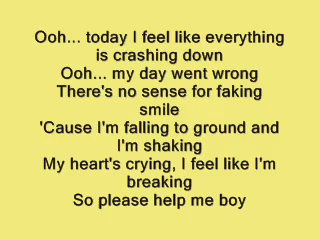 Ooh... today I feel like everything
is crashing down
Ooh... my day went wrong
There's no sense for faking
smile
'Cause I'm falling to ground and
I'm shaking
My heart's crying, I feel like I'm
breaking
So please help me boy